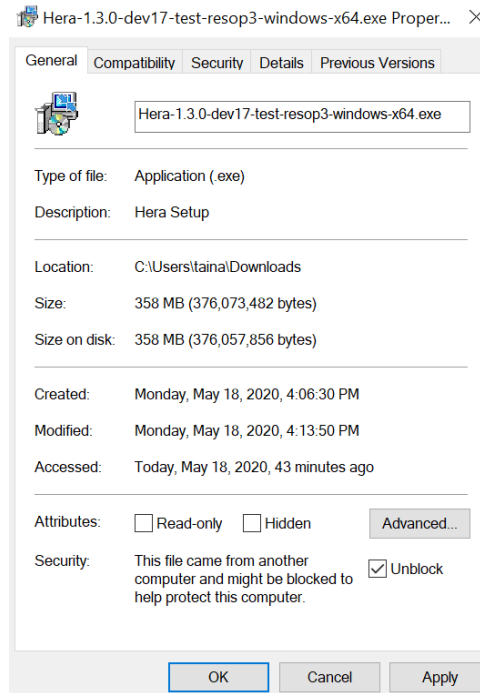 Hera-1.3.0-dev17-test-resop3-windows-x64.exe Proper...
General Compatibility Security Details Previous Versions
Hera-1.3.0-dev17-test-resop3-windows-x64.exe
Type of file: Application (.exe)
Description: Hera Setup
Location: C:\Users\taina\Downloads
Size: 358 MB (376,073,482 bytes)
Size on disk: 358 MB (376,057,856 bytes)
Created: Monday, May 18, 2020, 4:06:30 PM
Modified: Monday, May 18, 2020, 4:13:50 PM
Accessed: Today, May 18, 2020, 43 minutes ago
Attributes: Read-only Hidden Advanced...
Security: This file came from another
computer and might be blocked to
help protect this computer.
Unblock
OK Cancel Apply